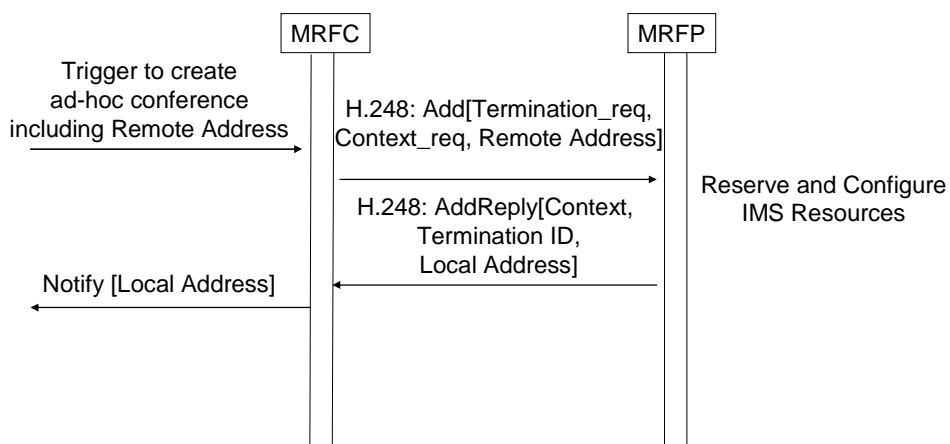 MRFC
MRFP
Trigger to create
ad-hoc conference
including Remote Address
H.248: Add[Termination_req,
Context_req, Remote Address]
Reserve and Configure
IMS Resources
H.248: AddReply[Context,
Termination ID,
Local Address]
Notify [Local Address]